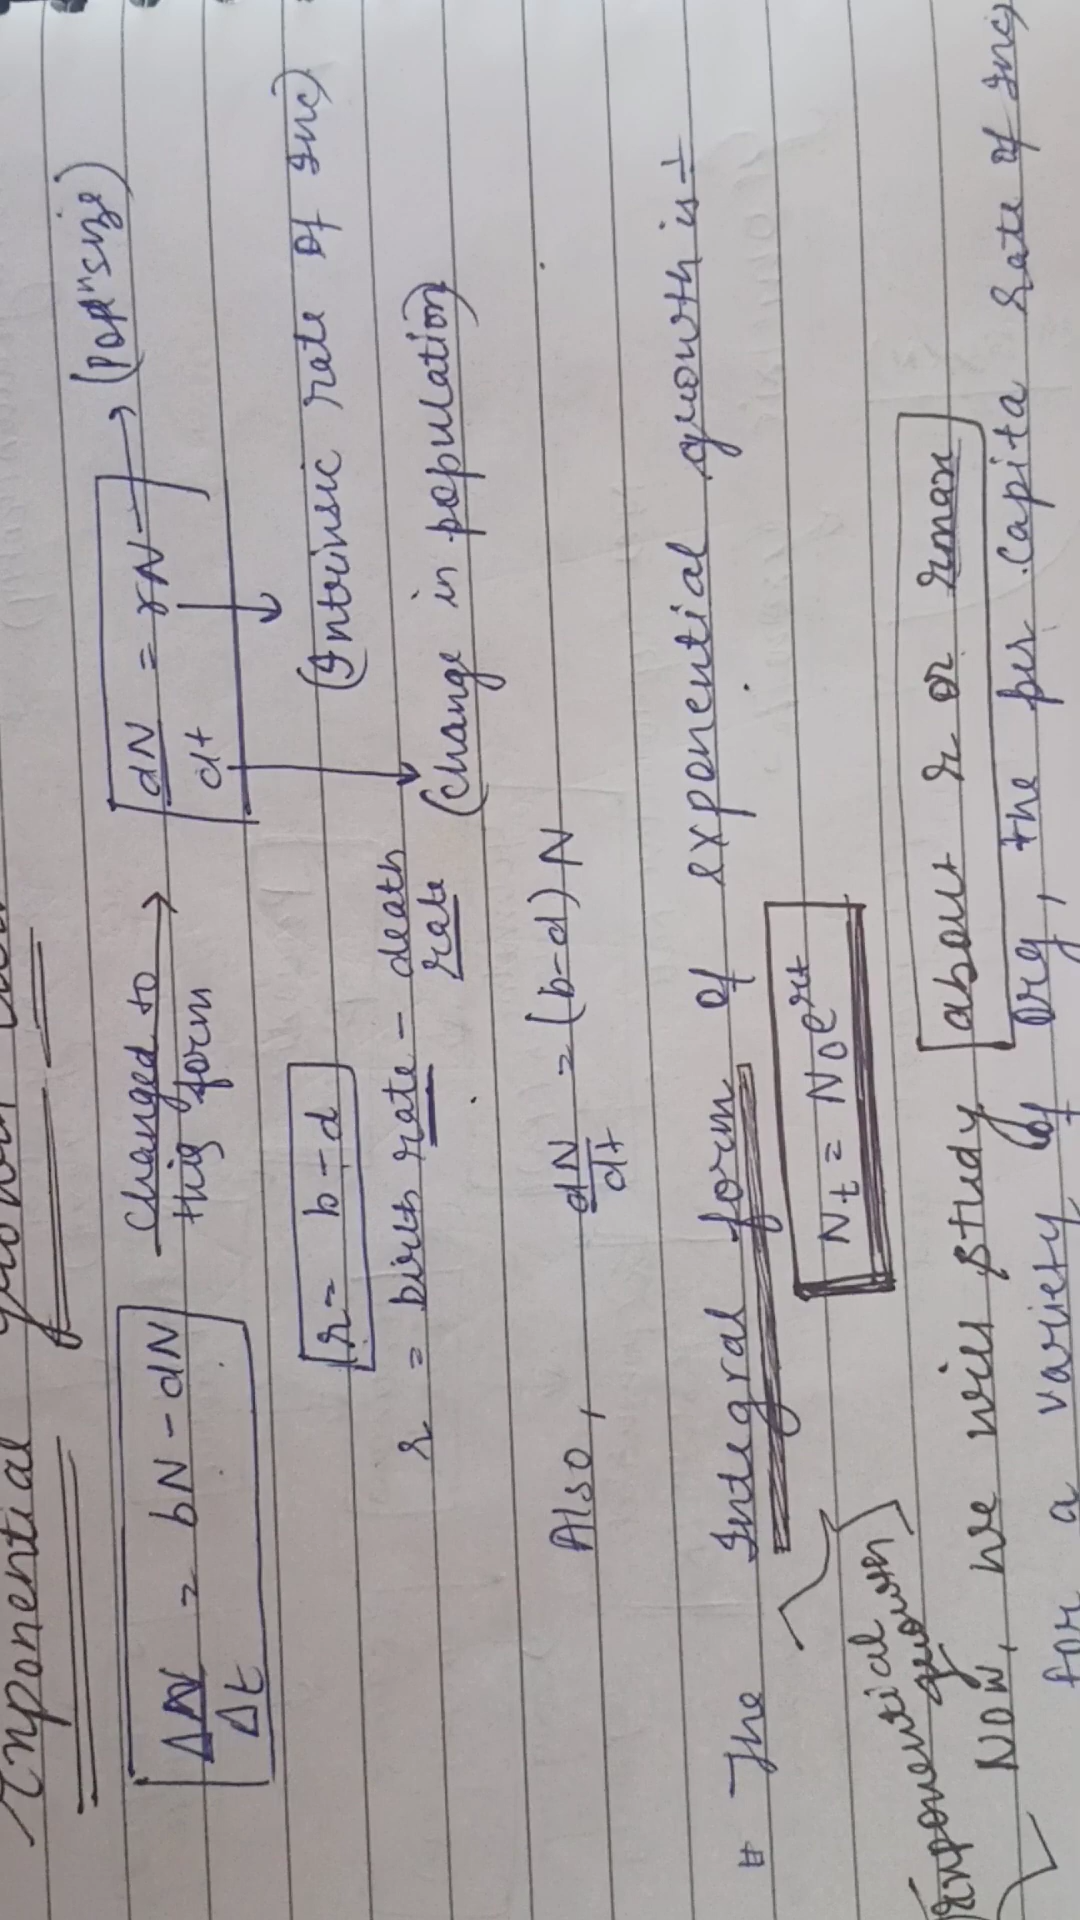 Exponential growth
ΔN/Δt = bN - dN Changed to this form → dN/dt = rN → (popⁿ size)
r = b - d (Intrinsic rate of Inc)
r = birth rate - death rate (change in population)
Also, dN/dt = (b-d) N
# The Integral form of exponential growth is ÷
Nt = N0 e^rt
Exponential growth
Now, we will study about r or rmax
for a variety of org, the per capita rate of Inc)